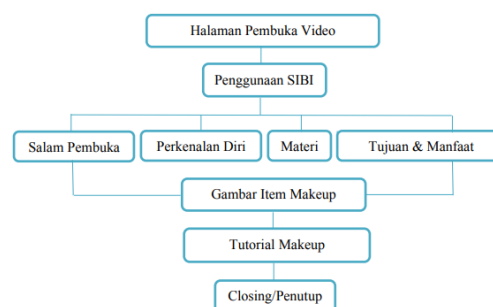 Halaman Pembuka Video
Penggunaan SIBI
Salam Pembuka
Perkenalan Diri
Materi
Tujuan & Manfaat
Gambar Item Makeup
Tutorial Makeup
Closing/Penutup